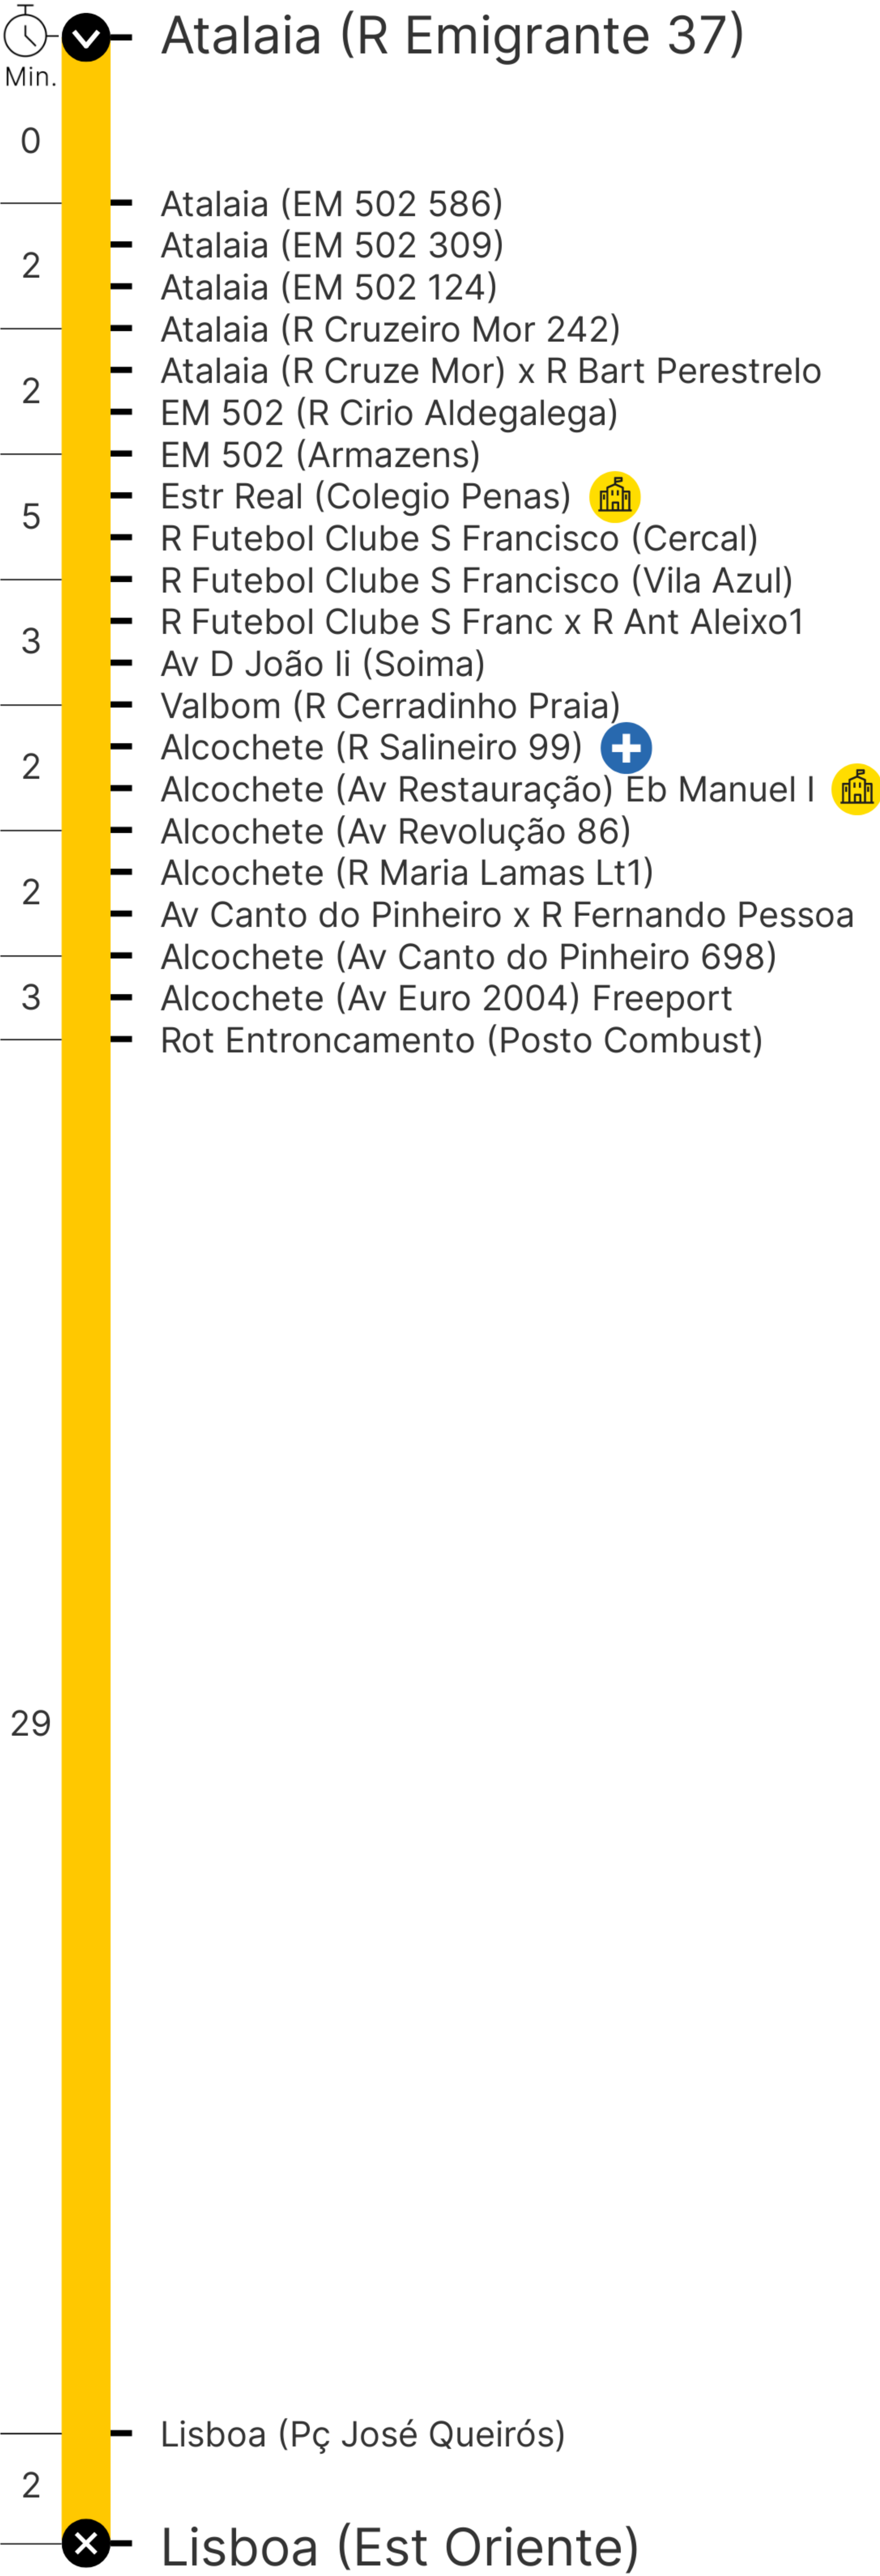 Atalaia (R Emigrante 37)
Min.
0
Atalaia (EM 502 586)
Atalaia (EM 502 309)
2
Atalaia (EM 502 124)
Atalaia (R Cruzeiro Mor 242)
Atalaia (R Cruze Mor) x R Bart Perestrelo
2
EM 502 (R Cirio Aldegalega)
EM 502 (Armazens)
Estr Real (Colegio Penas)
5
R Futebol Clube S Francisco (Cercal)
R Futebol Clube S Francisco (Vila Azul)
R Futebol Clube S Franc x R Ant Aleixo1
3
Av D João Ii (Soima)
Valbom (R Cerradinho Praia)
Alcochete (R Salineiro 99)
2
Alcochete (Av Restauração) Eb Manuel I
Alcochete (Av Revolução 86)
Alcochete (R Maria Lamas Lt1)
2
Av Canto do Pinheiro x R Fernando Pessoa
Alcochete (Av Canto do Pinheiro 698)
3
Alcochete (Av Euro 2004) Freeport
Rot Entroncamento (Posto Combust)
29
Lisboa (Pç José Queirós)
2
Lisboa (Est Oriente)